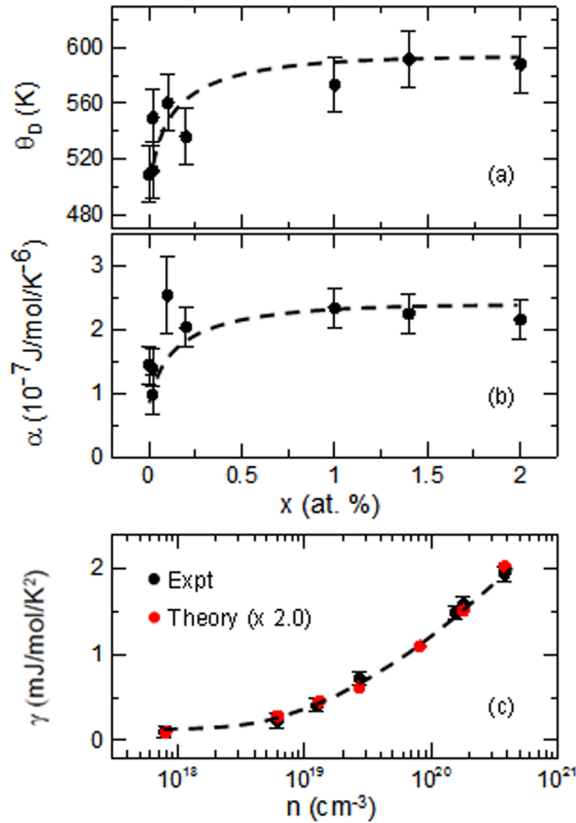 600
560
520
480
θD (K)
(a)
3
2
1
0
α (10⁻⁷J/mol/K⁻⁶)
(b)
0 0.5 1 1.5 2
x (at. %)
2
1
0
γ (mJ/mol/K²)
Expt
Theory (x 2.0)
(c)
10¹⁸ 10¹⁹ 10²⁰ 10²¹
n (cm⁻³)